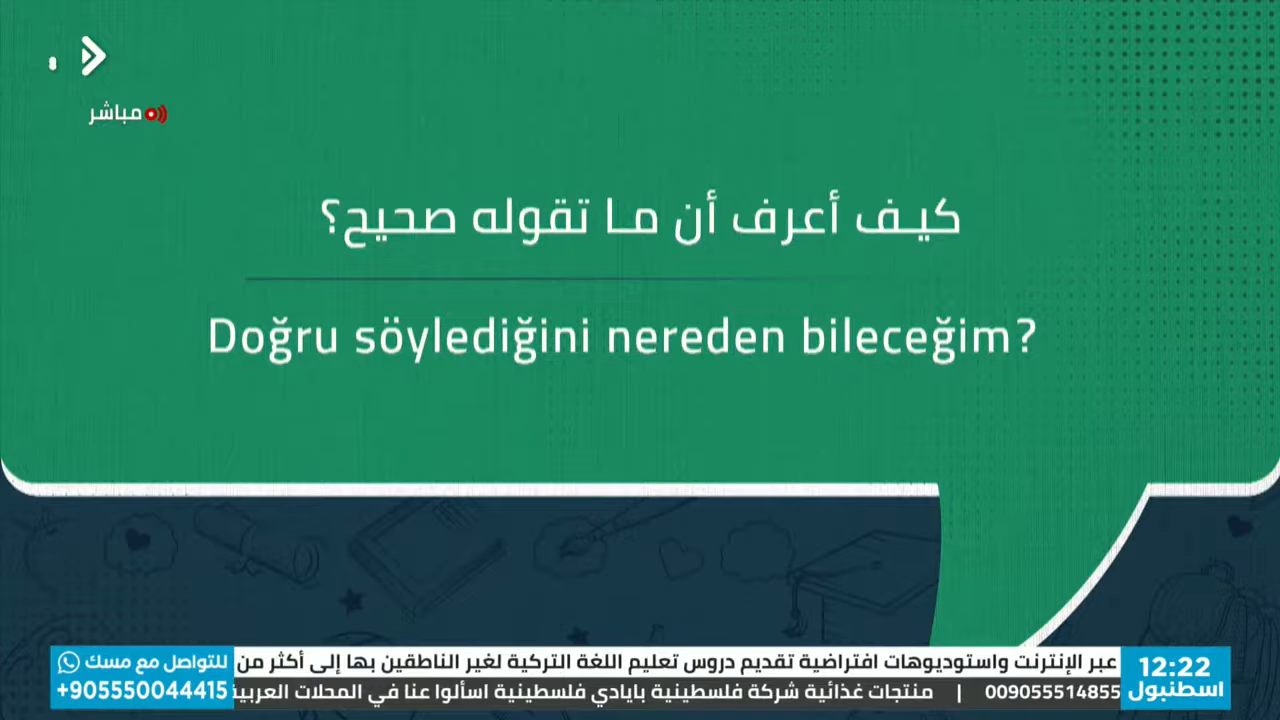 مباشر
كيف أعرف أن ما تقوله صحيح؟
Doğru söylediğini nereden bileceğim?
للتواصل مع مسك
+905550044415
عبر الإنترنت واستوديوهات افتراضية تقديم دروس تعليم اللغة التركية لغير الناطقين بها إلى أكثر من
009055514855 | منتجات غذائية شركة فلسطينية بايادي فلسطينية اسألوا عنا في المحلات العربية
12:22
اسطنبول